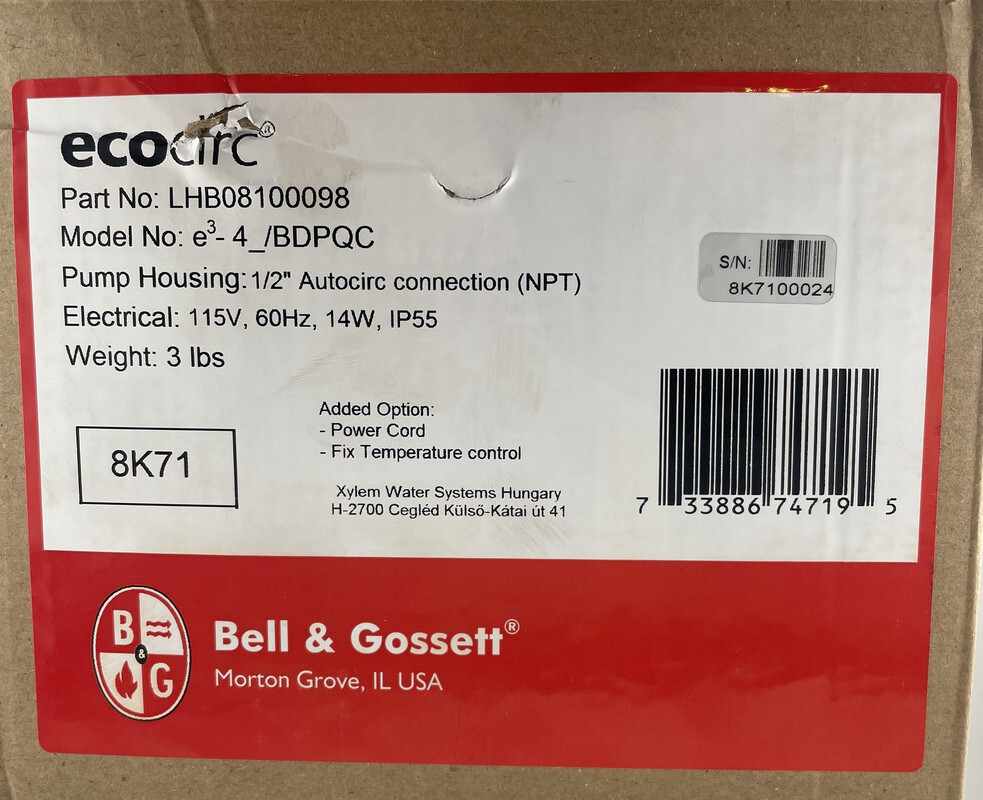 ecocirc®
Part No: LHB08100098
Model No: e³- 4_/BDPQC
Pump Housing: 1/2" Autocirc connection (NPT)
Electrical: 115V, 60Hz, 14W, IP55
Weight: 3 lbs
S/N:
8K7100024
Added Option:
- Power Cord
- Fix Temperature control
8K71
Xylem Water Systems Hungary
H-2700 Cegléd Külső-Kátai út 41
7 33886 74719 5
B
&
G
Bell & Gossett®
Morton Grove, IL USA